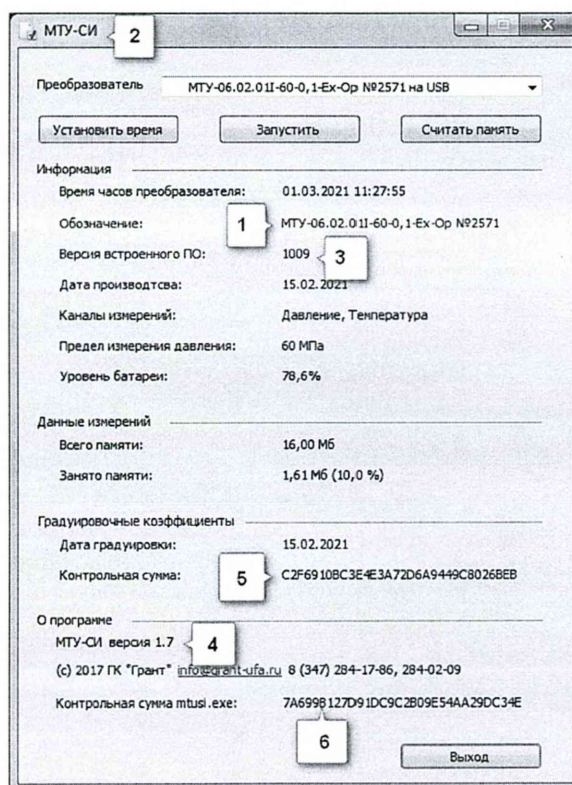 МТУ-СИ
2
Преобразователь МТУ-06.02.01I-60-0,1-Ex-Op №2571 на USB
Установить время Запустить Считать память
Информация
Время часов преобразователя: 01.03.2021 11:27:55
1
Обозначение: МТУ-06.02.01I-60-0,1-Ex-Op №2571
Версия встроенного ПО: 1009
3
Дата производтсва: 15.02.2021
Каналы измерений: Давление, Температура
Предел измерения давления: 60 МПа
Уровень батареи: 78,6%
Данные измерений
Всего памяти: 16,00 Мб
Занято памяти: 1,61 Мб (10,0 %)
Градуировочные коэффициенты
Дата градуировки: 15.02.2021
Контрольная сумма: C2F6910BC3E4E3A72D6A9449C8026BEB
5
О программе
МТУ-СИ версия 1.7
4
(c) 2017 ГК "Грант" info@grant-ufa.ru 8 (347) 284-17-86, 284-02-09
Контрольная сумма mtusi.exe: 7A699B127D91DC9C2B09E54AA29DC34E
6
Выход